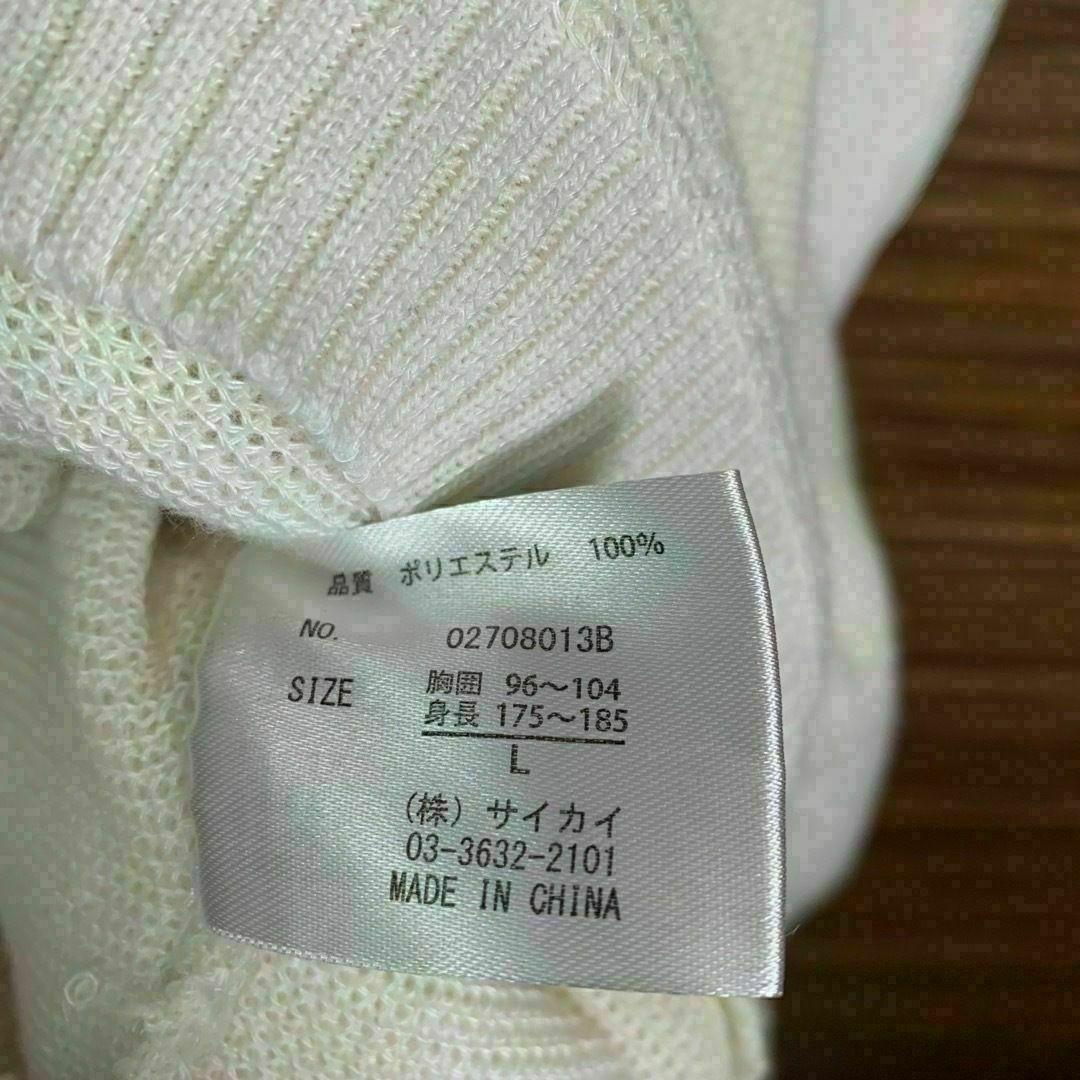 品質 ポリエステル 100%
NO. 02708013B
SIZE 胸囲 96～104
身長 175～185
L
(株) サイカイ
03-3632-2101
MADE IN CHINA